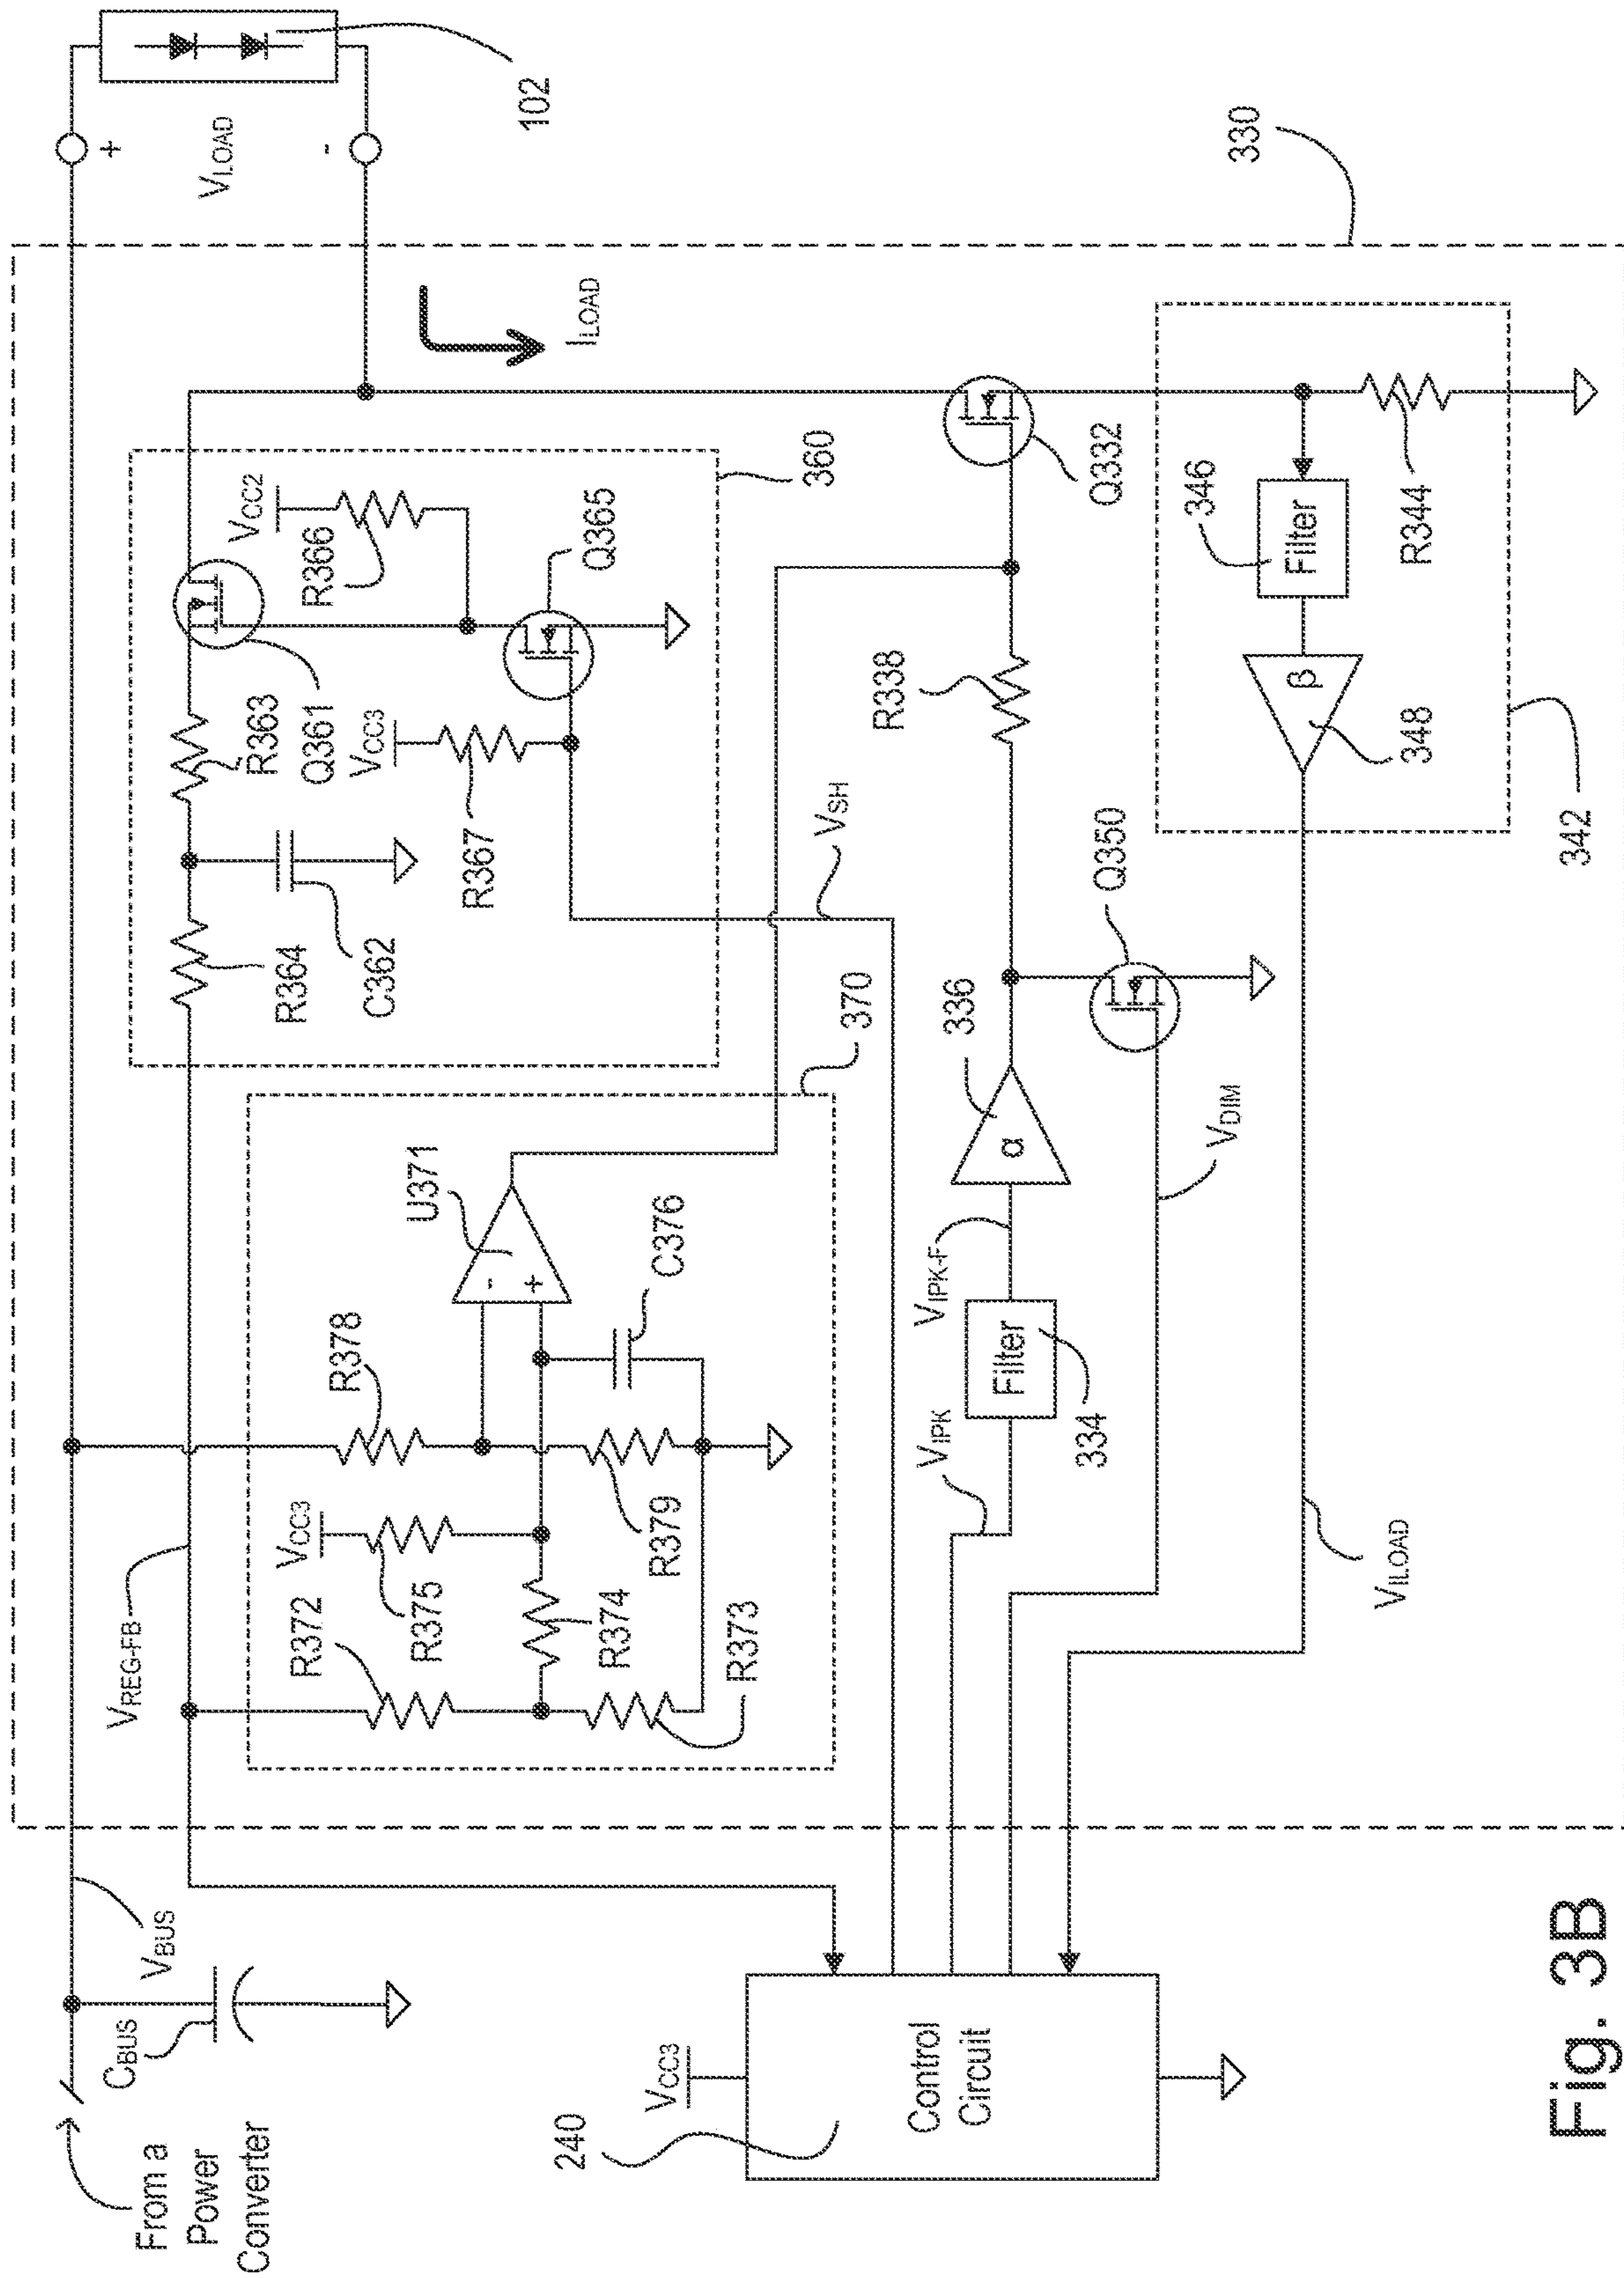 From a
Power
Converter
CBUS
VBUS
VREG-FB
VCC3
240
Control
Circuit
R372
R375
VCC3
R374
R373
R378
R379
-
+
U371
C376
370
R364
C362
R363
Q361
VCC3
R367
VCC2
R366
Q365
360
VSH
VIPK
Filter
334
VIPK-F
α
336
VDIM
Q350
R338
Q332
ILOAD
+
VLOAD
-
102
330
346
Filter
R344
β
348
342
VILOAD
Fig. 3B